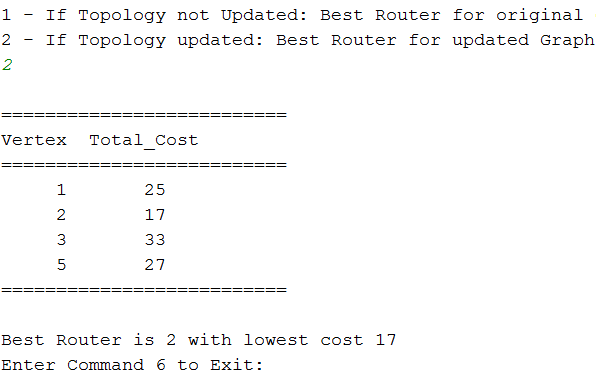 1 - If Topology not Updated: Best Router for original
2 - If Topology updated: Best Router for updated Graph
2
==========================
Vertex  Total_Cost
==========================
     1       25
     2       17
     3       33
     5       27
==========================
Best Router is 2 with lowest cost 17
Enter Command 6 to Exit: